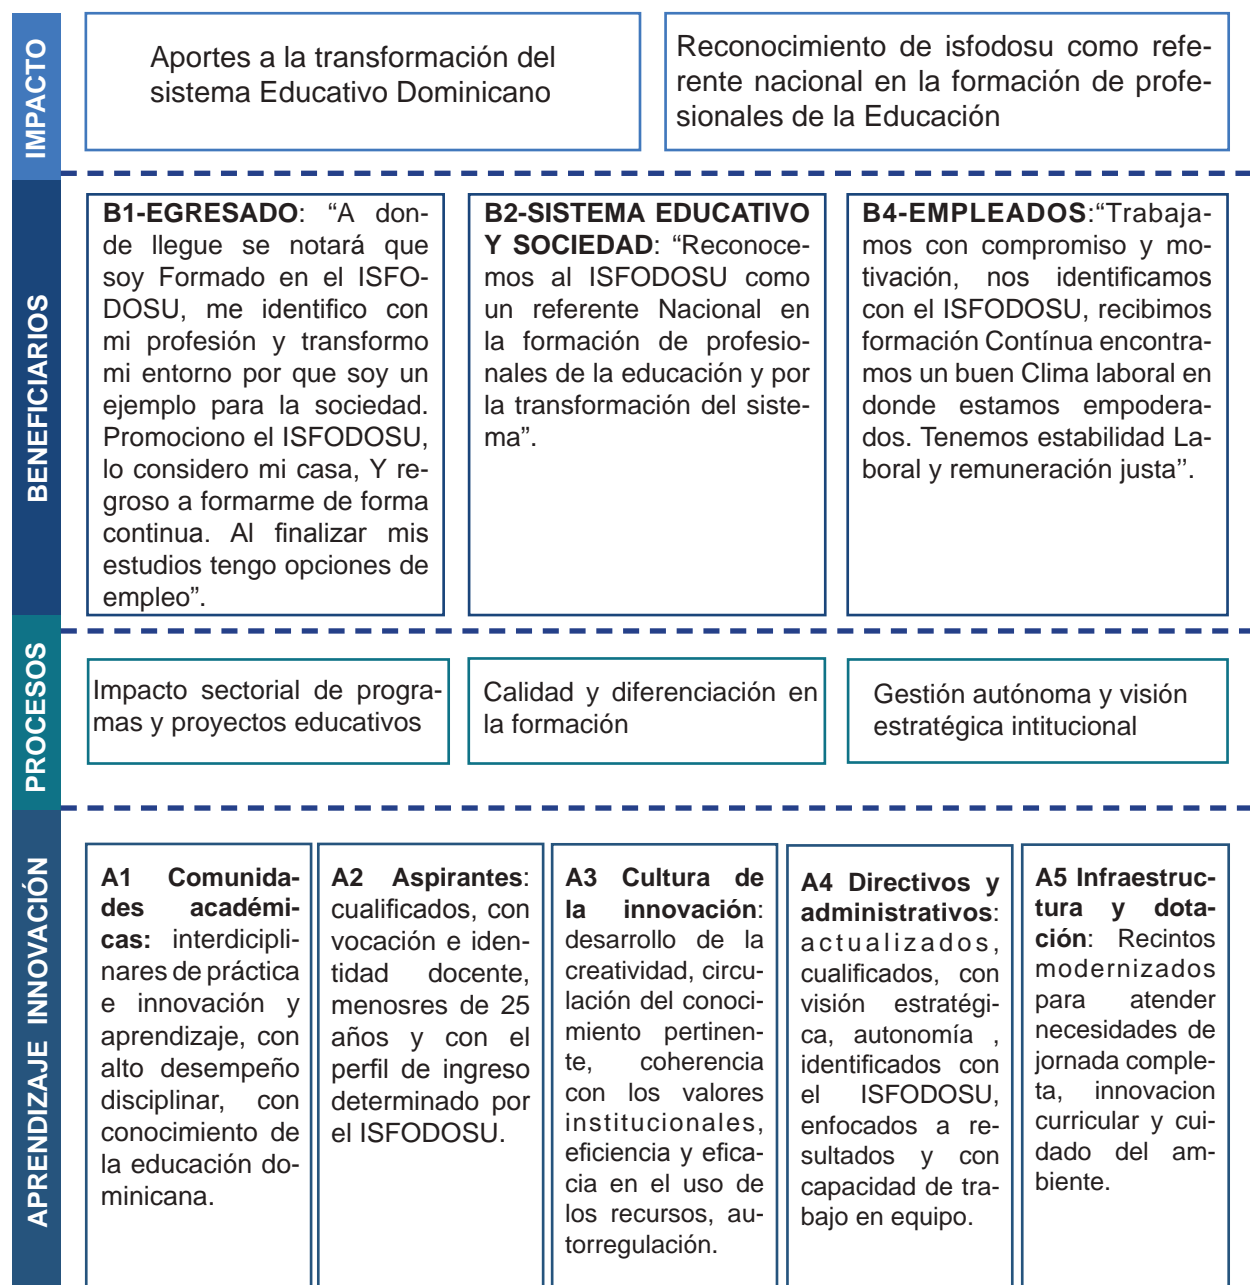 IMPACTO
Aportes a la transformación del
sistema Educativo Dominicano
Reconocimiento de isfodosu como refe-
rente nacional en la formación de profe-
sionales de la Educación
BENEFICIARIOS
B1-EGRESADO: “A don-
de llegue se notará que
soy Formado en el ISFO-
DOSU, me identifico con
mi profesión y transformo
mi entorno por que soy un
ejemplo para la sociedad.
Promociono el ISFODOSU,
lo considero mi casa, Y re-
groso a formarme de forma
continua. Al finalizar mis
estudios tengo opciones de
empleo”.
B2-SISTEMA EDUCATIVO
Y SOCIEDAD: “Reconoce-
mos al ISFODOSU como
un referente Nacional en
la formación de profesio-
nales de la educación y por
la transformación del siste-
ma”.
B4-EMPLEADOS:“Trabaja-
mos con compromiso y mo-
tivación, nos identificamos
con el ISFODOSU, recibimos
formación Contínua encontra-
mos un buen Clima laboral en
donde estamos empodera-
dos. Tenemos estabilidad La-
boral y remuneración justa’’.
PROCESOS
Impacto sectorial de progra-
mas y proyectos educativos
Calidad y diferenciación en
la formación
Gestión autónoma y visión
estratégica intitucional
APRENDIZAJE INNOVACIÓN
A1 Comunida-
des académi-
cas: interdicipli-
nares de práctica
e innovación y
aprendizaje, con
alto desempeño
disciplinar, con
conocimiento de
la educación do-
minicana.
A2 Aspirantes:
cualificados, con
vocación e iden-
tidad docente,
menosres de 25
años y con el
perfil de ingreso
determinado por
el ISFODOSU.
A3 Cultura de
la innovación:
desarrollo de la
creatividad, circu-
lación del conoci-
miento pertinen-
te, coherencia
con los valores
institucionales,
eficiencia y efica-
cia en el uso de
los recursos, au-
torregulación.
A4 Directivos y
administrativos:
actualizados,
cualificados, con
visión estratégi-
ca, autonomía ,
identificados con
el ISFODOSU,
enfocados a re-
sultados y con
capacidad de tra-
bajo en equipo.
A5 Infraestruc-
tura y dota-
ción: Recintos
modernizados
para atender
necesidades de
jornada comple-
ta, innovacion
curricular y cui-
dado del am-
biente.